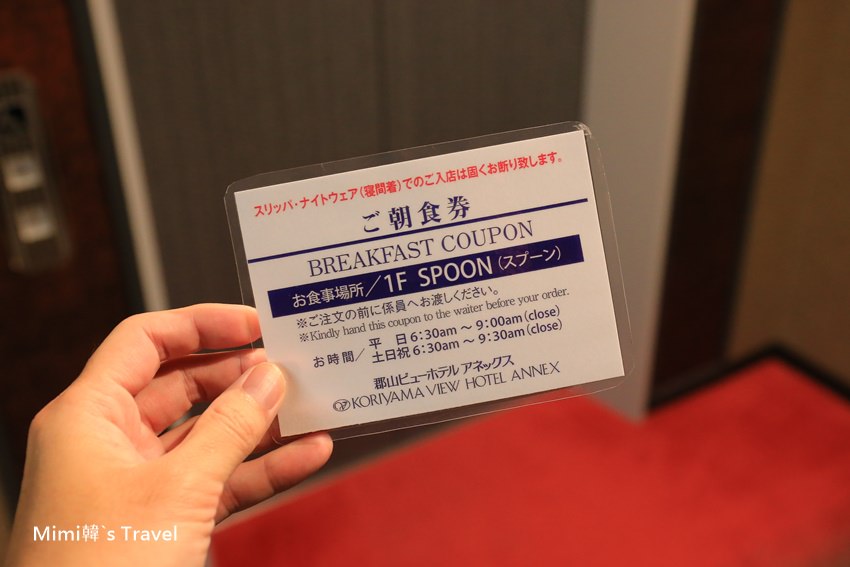 スリッパ・ナイトウェア（寝間着）でのご入店は固くお断り致します。
ご朝食券
BREAKFAST COUPON
お食事場所／1F SPOON（スプーン）
※ご注文の前に係員へお渡しください。
※Kindly hand this coupon to the waiter before your order.
お時間／平　日 6:30am ～ 9:00am (close)
土日祝 6:30am ～ 9:30am (close)
郡山ビューホテル アネックス
KORIYAMA VIEW HOTEL ANNEX
Mimi韓`s Travel